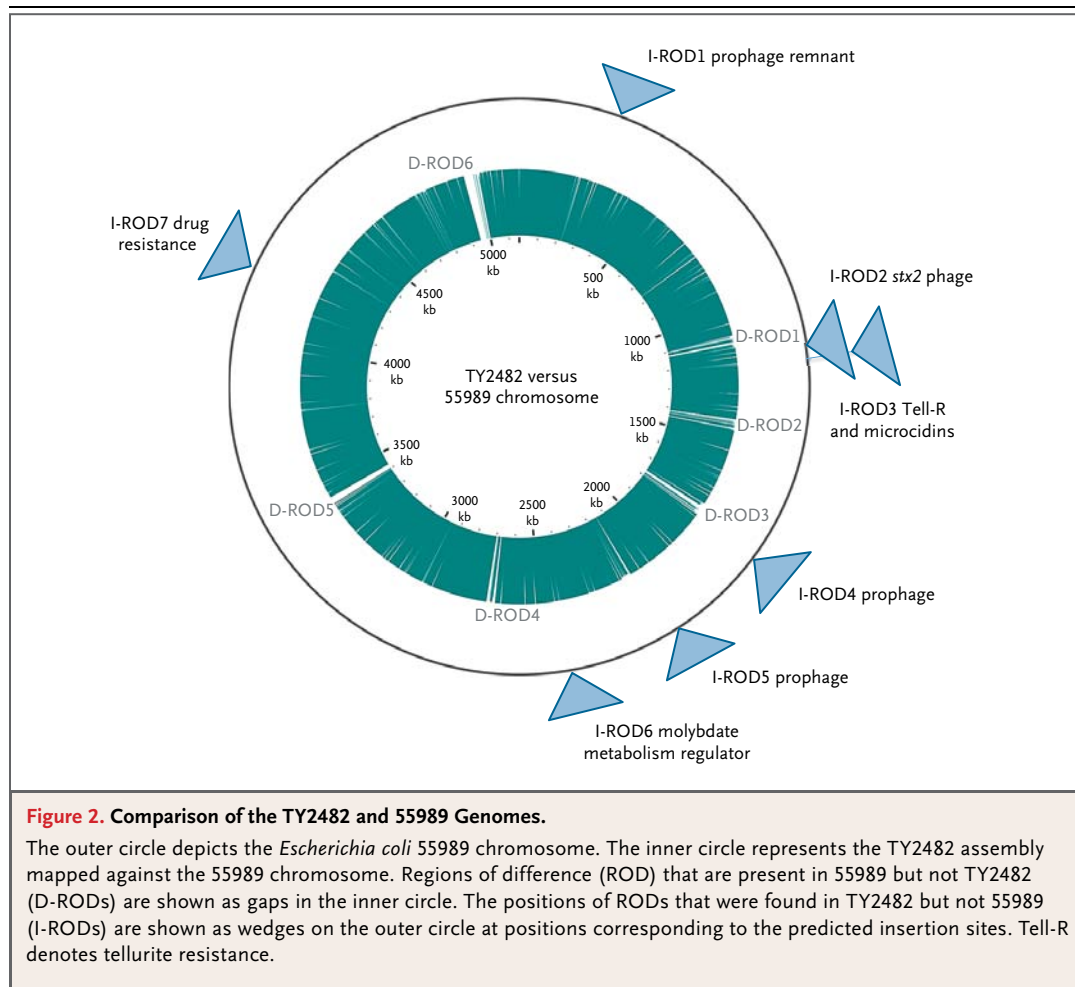 I-ROD1 prophage remnant
D-ROD6
I-ROD7 drug
resistance
5000
kb
500
kb
4500
kb
I-ROD2 stx2 phage
1000
kb
D-ROD1
4000
kb
TY2482 versus
55989 chromosome
I-ROD3 Tell-R
and microcidins
1500
kb
D-ROD2
3500
kb
2000
kb
3000
kb
2500
kb
D-ROD5
D-ROD3
I-ROD4 prophage
D-ROD4
I-ROD5 prophage
I-ROD6 molybdate
metabolism regulator
Figure 2. Comparison of the TY2482 and 55989 Genomes.
The outer circle depicts the Escherichia coli 55989 chromosome. The inner circle represents the TY2482 assembly
mapped against the 55989 chromosome. Regions of difference (ROD) that are present in 55989 but not TY2482
(D-RODs) are shown as gaps in the inner circle. The positions of RODs that were found in TY2482 but not 55989
(I-RODs) are shown as wedges on the outer circle at positions corresponding to the predicted insertion sites. Tell-R
denotes tellurite resistance.